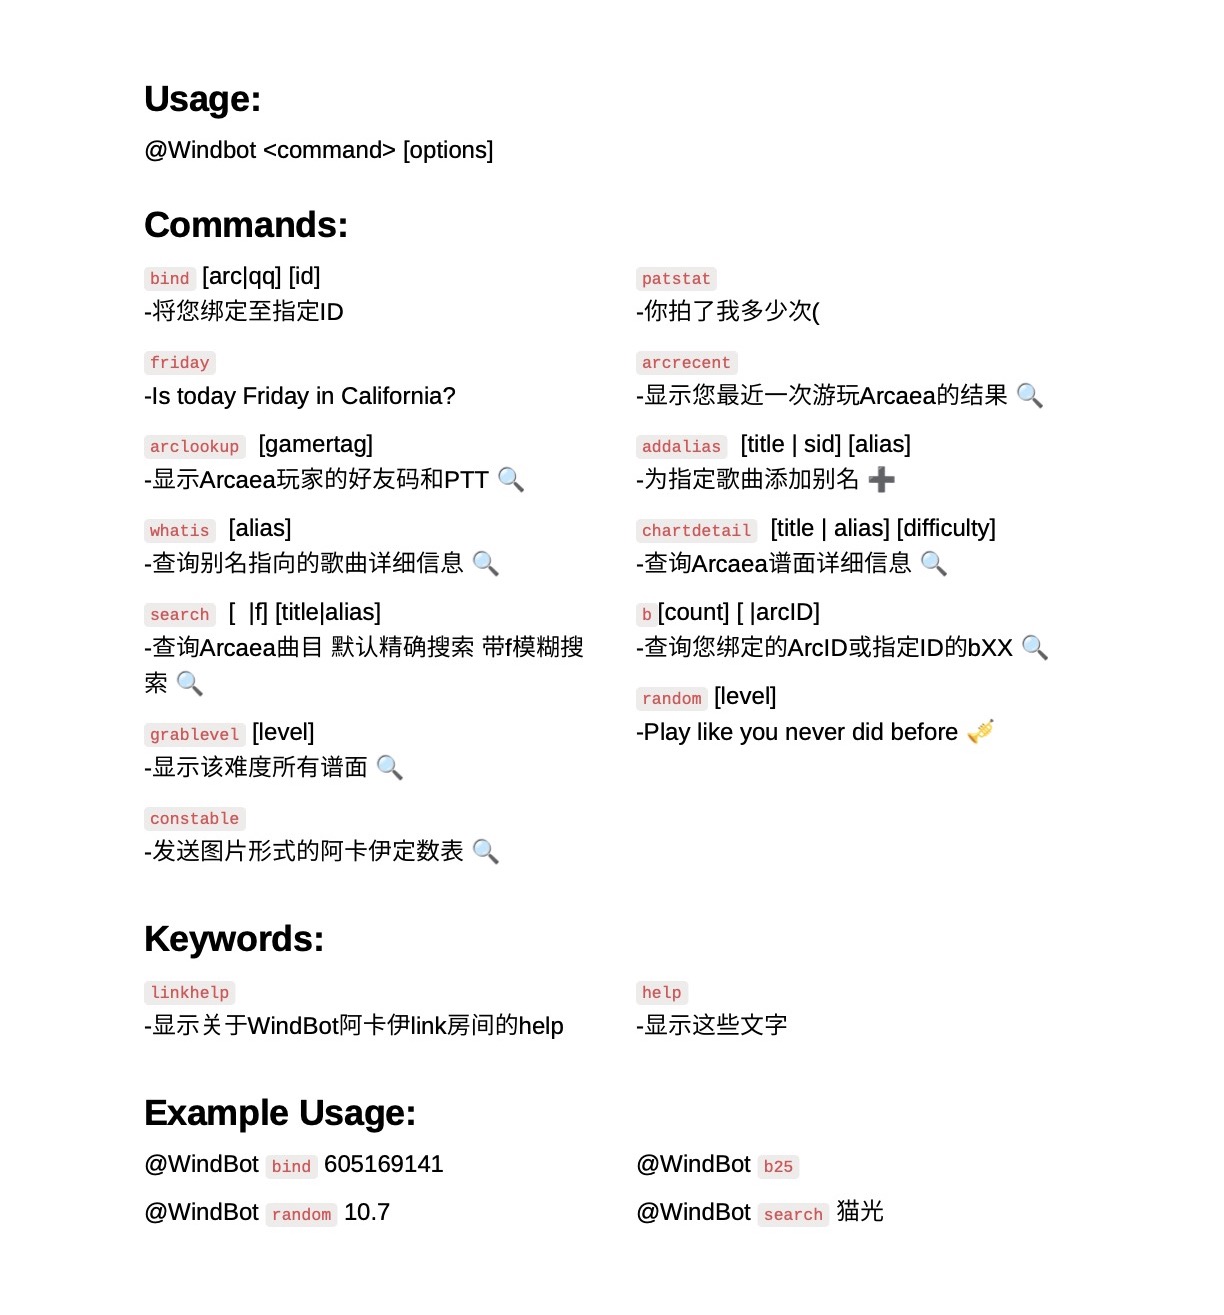 Usage:
@Windbot <command> [options]
Commands:
bind [arc|qq] [id]
-将您绑定至指定ID
friday
-Is today Friday in California?
arclookup [gamertag]
-显示Arcaea玩家的好友码和PTT 🔍
whatis [alias]
-查询别名指向的歌曲详细信息 🔍
search [  |f] [title|alias]
-查询Arcaea曲目 默认精确搜索 带f模糊搜
索 🔍
grablevel [level]
-显示该难度所有谱面 🔍
constable
-发送图片形式的阿卡伊定数表 🔍
patstat
-你拍了我多少次(
arcrecent
-显示您最近一次游玩Arcaea的结果 🔍
addalias [title | sid] [alias]
-为指定歌曲添加别名 ➕
chartdetail [title | alias] [difficulty]
-查询Arcaea谱面详细信息 🔍
b [count] [ |arcID]
-查询您绑定的ArcID或指定ID的bXX 🔍
random [level]
-Play like you never did before 🎺
Keywords:
linkhelp
-显示关于WindBot阿卡伊link房间的help
help
-显示这些文字
Example Usage:
@WindBot bind 605169141
@WindBot random 10.7
@WindBot b25
@WindBot search 猫光